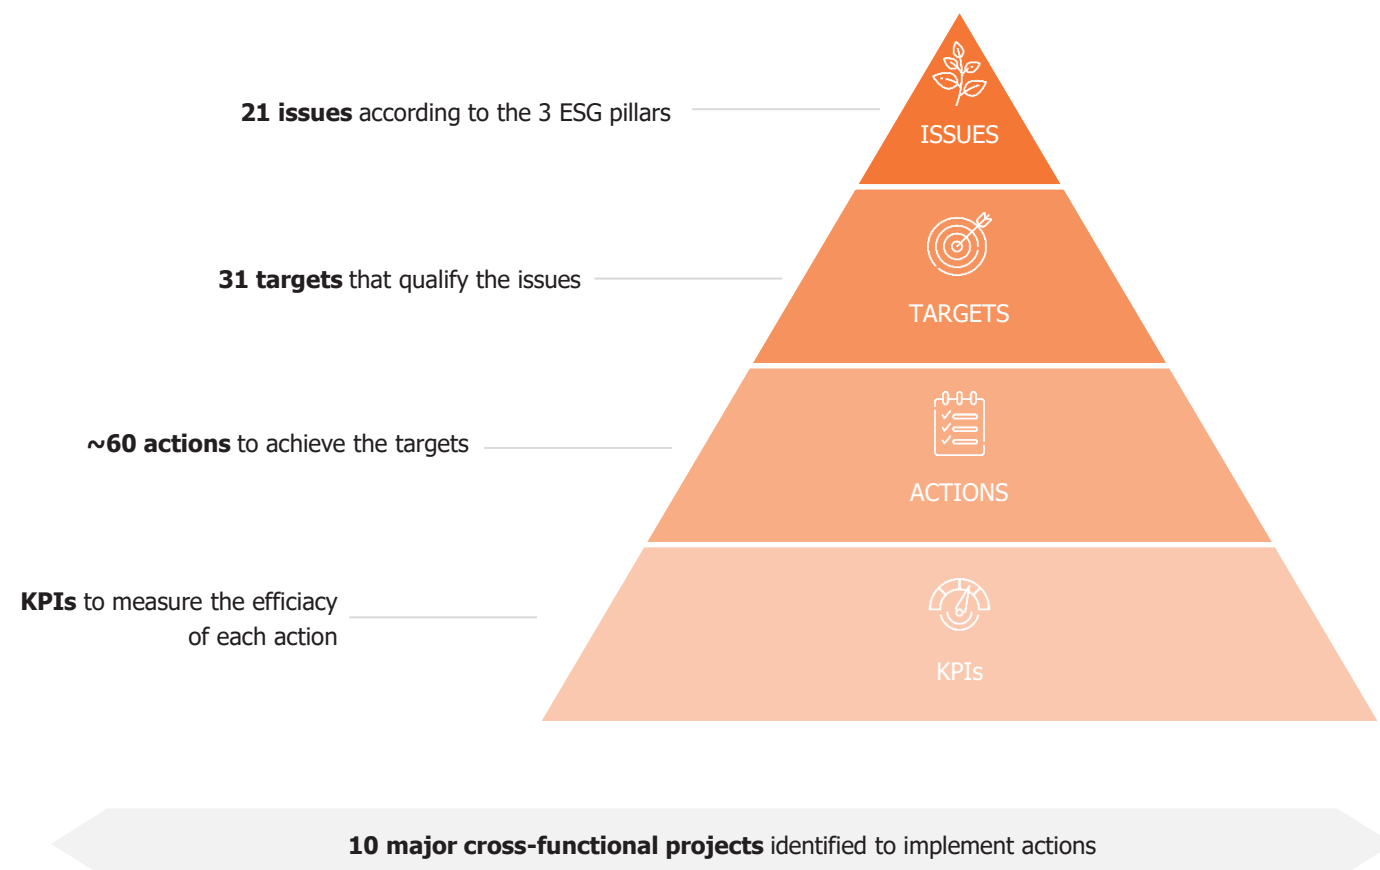 21 issues according to the 3 ESG pillars
ISSUES
31 targets that qualify the issues
TARGETS
~60 actions to achieve the targets
ACTIONS
KPIs to measure the efficiacy
of each action
KPIs
10 major cross-functional projects identified to implement actions